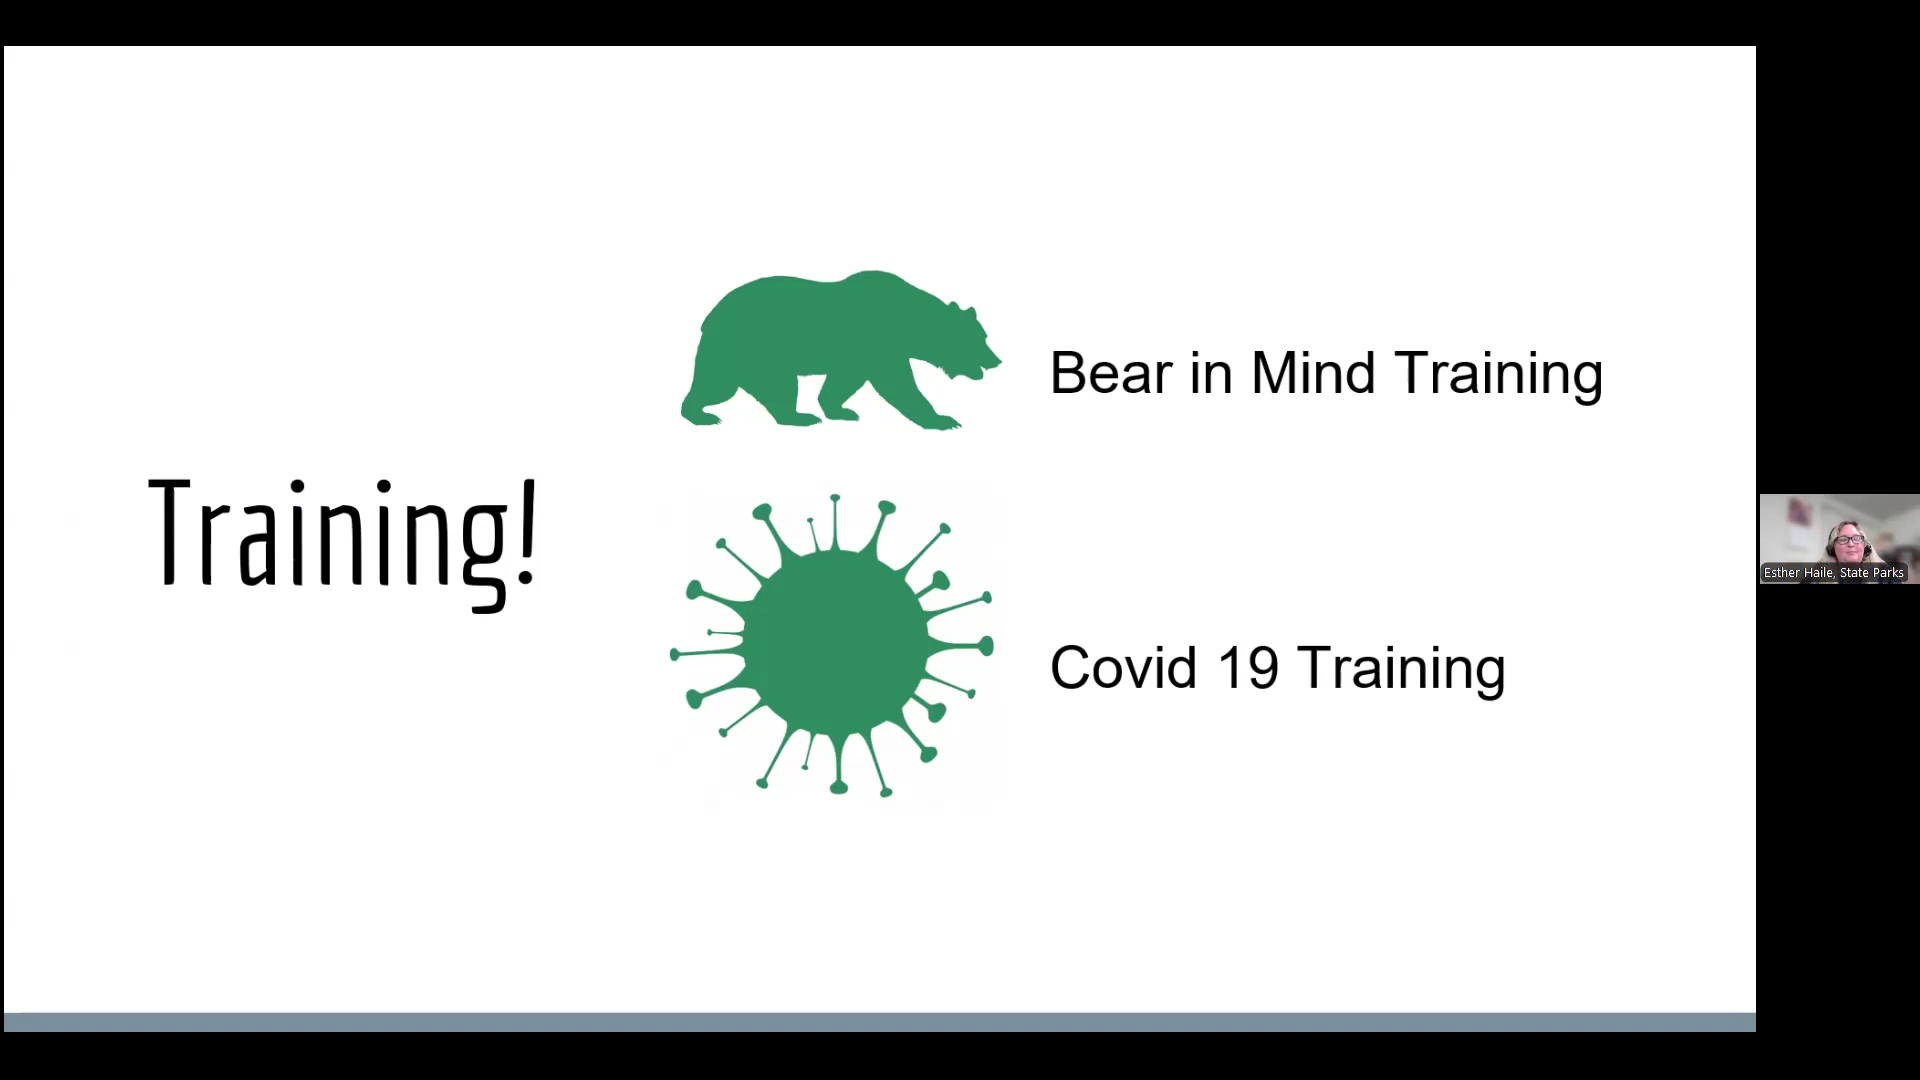 Training!
Bear in Mind Training
Covid 19 Training
Esther Haile, State Parks